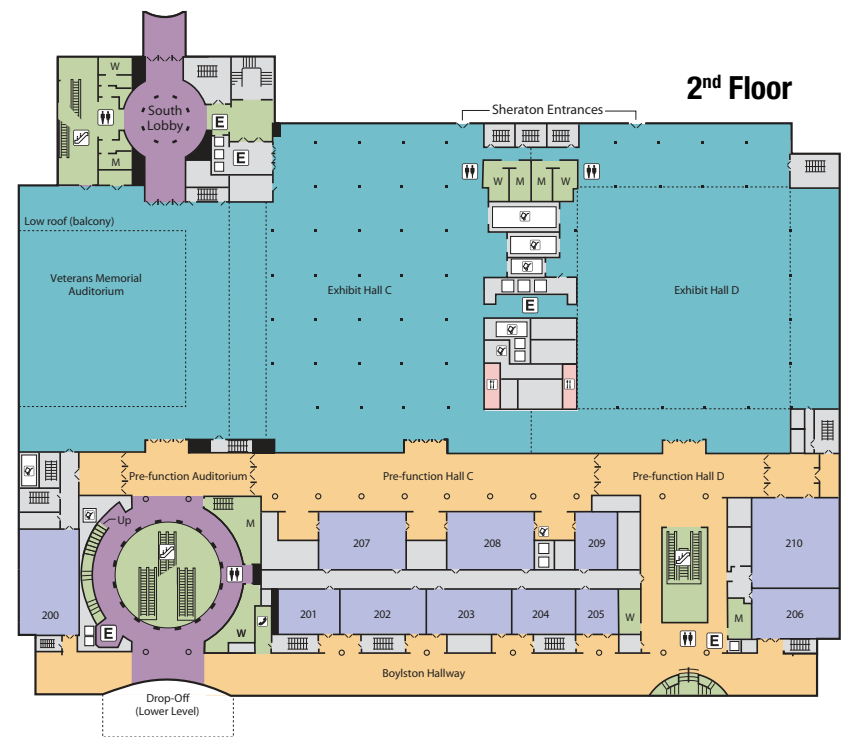 2nd Floor
Sheraton Entrances
W
South
Lobby
E
E
M
W
M
M
W
Low roof (balcony)
Veterans Memorial
Auditorium
Exhibit Hall C
Exhibit Hall D
E
Pre-function Auditorium
Pre-function Hall C
Pre-function Hall D
Up
M
207
208
209
210
200
201
202
203
204
205
W
M
206
E
W
E
Boylston Hallway
Drop-Off
(Lower Level)